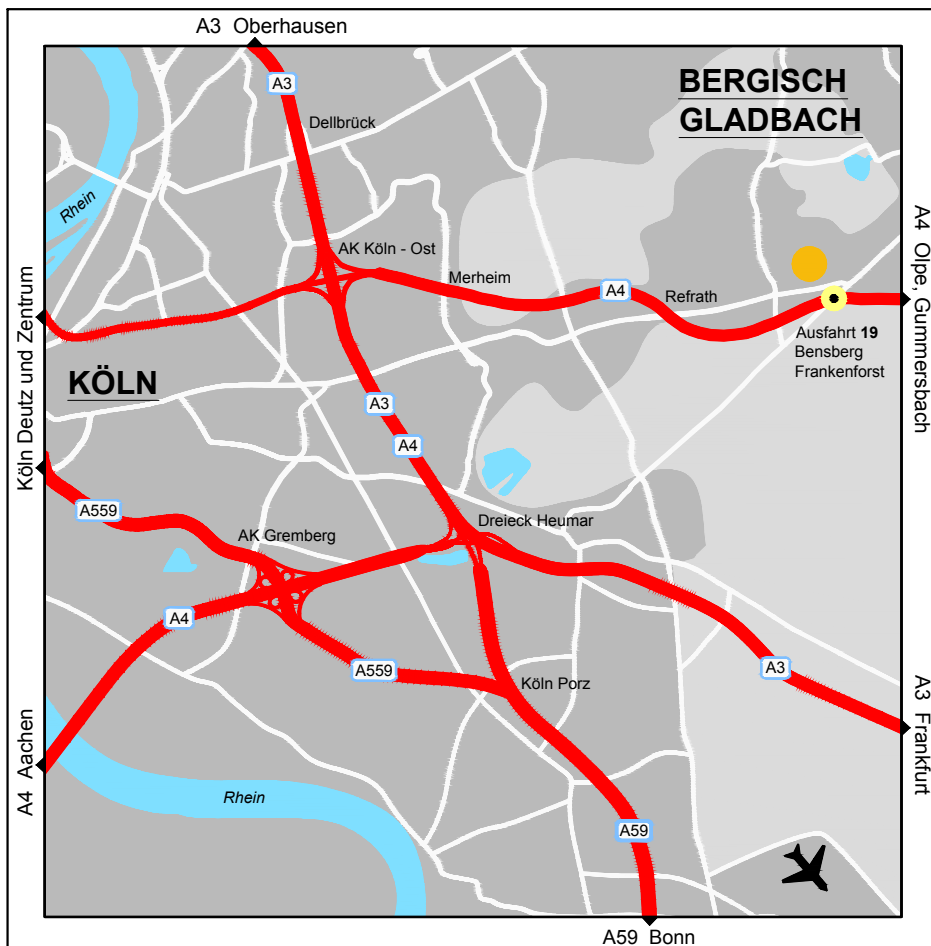 A3 Oberhausen
A3
BERGISCH
GLADBACH
Dellbrück
Rhein
AK Köln - Ost
Merheim
A4
Refrath
A4 Olpe, Gummersbach
Köln Deutz und Zentrum
Ausfahrt 19
Bensberg
Frankenforst
KÖLN
A3
A4
A559
AK Gremberg
Dreieck Heumar
A4
A559
Köln Porz
A3
A3 Frankfurt
A4 Aachen
Rhein
A59
A59 Bonn